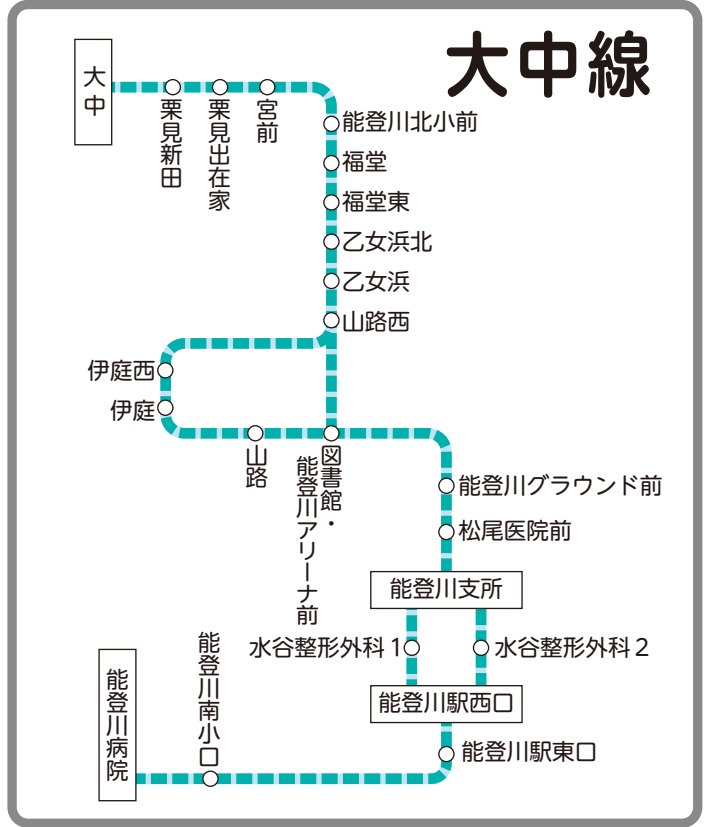 大中線
大中
栗見新田
栗見出在家
宮前
能登川北小前
福堂
福堂東
乙女浜北
乙女浜
山路西
伊庭西
伊庭
山路
図書館・
能登川アリーナ前
能登川グラウンド前
松尾医院前
能登川支所
水谷整形外科1
水谷整形外科2
能登川駅西口
能登川駅東口
能登川南小口
能登川病院